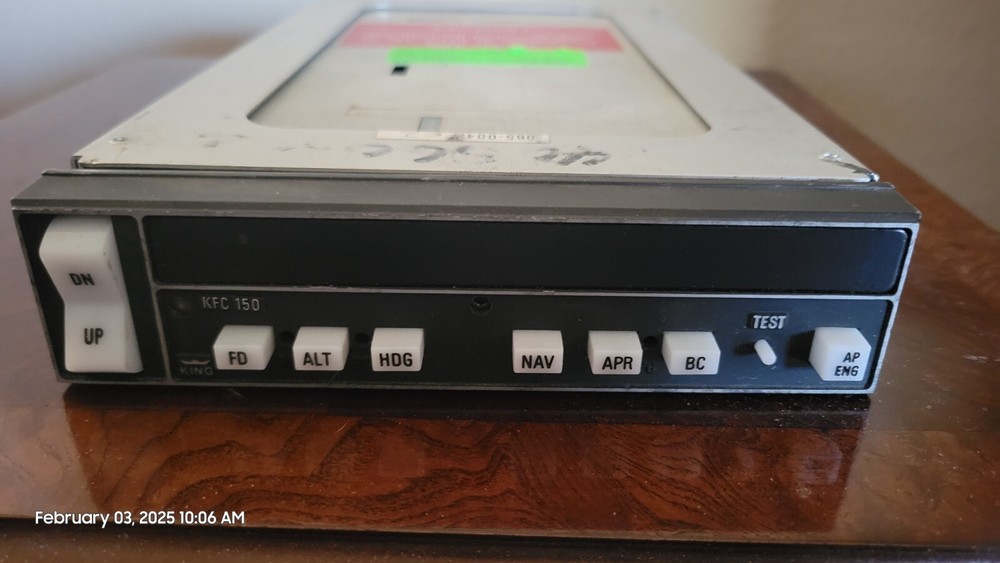 DN
UP
KFC 150
KING
FD
ALT
HDG
NAV
APR
BC
TEST
AP
ENG
February 03, 2025 10:06 AM